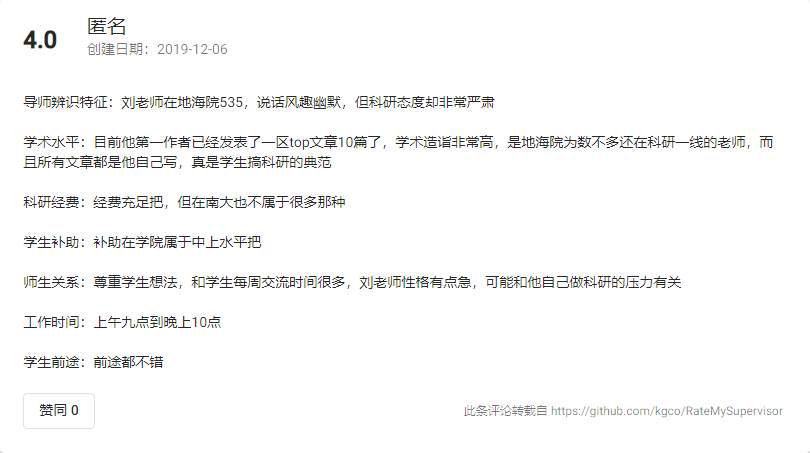 4.0
匿名
创建日期：2019-12-06
导师辨识特征：刘老师在地海院535，说话风趣幽默，但科研态度却非常严肃
学术水平：目前他第一作者已经发表了一区top文章10篇了，学术造诣非常高，是地海院为数不多还在科研一线的老师，而
且所有文章都是他自己写，真是学生搞科研的典范
科研经费：经费充足把，但在南大也不属于很多那种
学生补助：补助在学院属于中上水平把
师生关系：尊重学生想法，和学生每周交流时间很多，刘老师性格有点急，可能和他自己做科研的压力有关
工作时间：上午九点到晚上10点
学生前途：前途都不错
赞同 0
此条评论转载自 https://github.com/kgco/RateMySupervisor